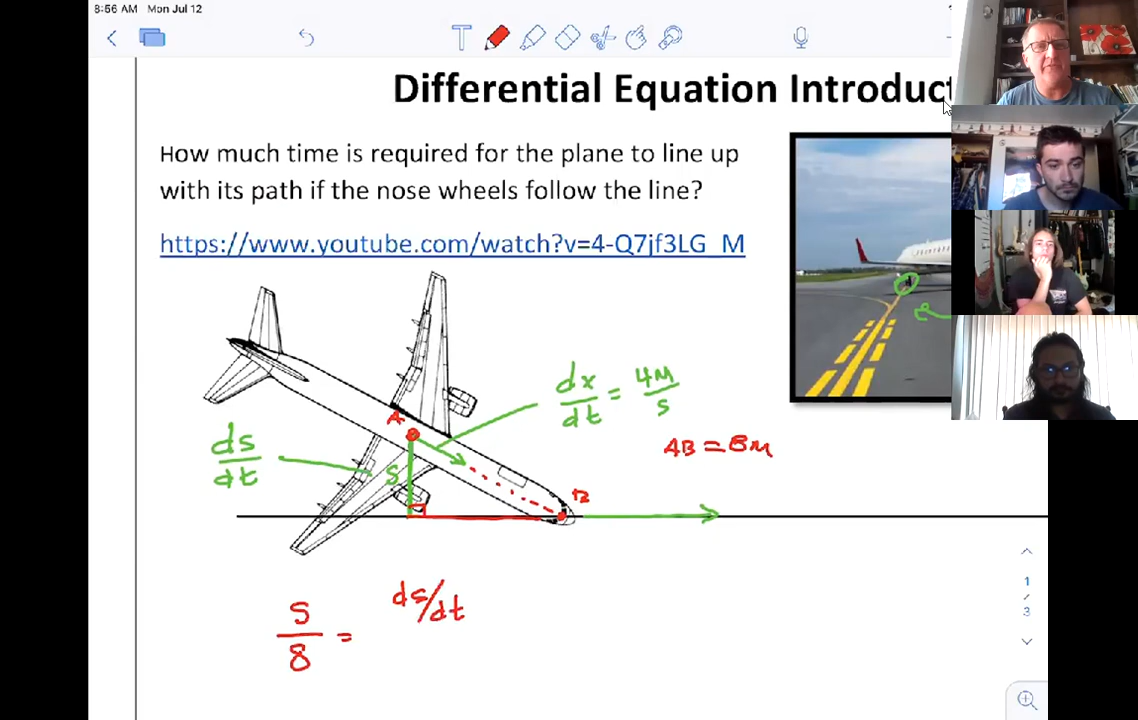 8:56 AM Mon Jul 12
Differential Equation Introduct
How much time is required for the plane to line up
with its path if the nose wheels follow the line?
https://www.youtube.com/watch?v=4-Q7jf3LG_M
dx/dt = 4M/s
A
AB = 8M
ds/dt
S
B
ds/dt
S/8 =
1
/
3